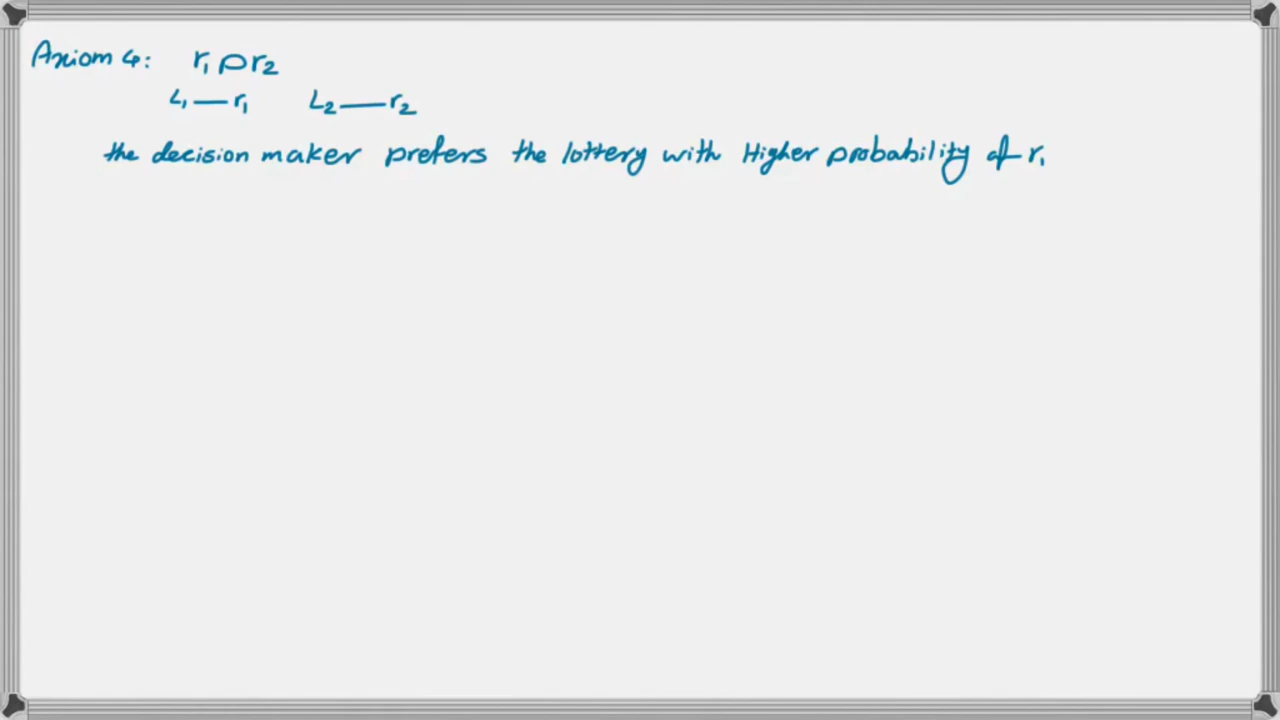 Axiom 4: r₁ p r₂
L₁ — r₁ L₂ — r₂
the decision maker prefers the lottery with Higher probability of r₁